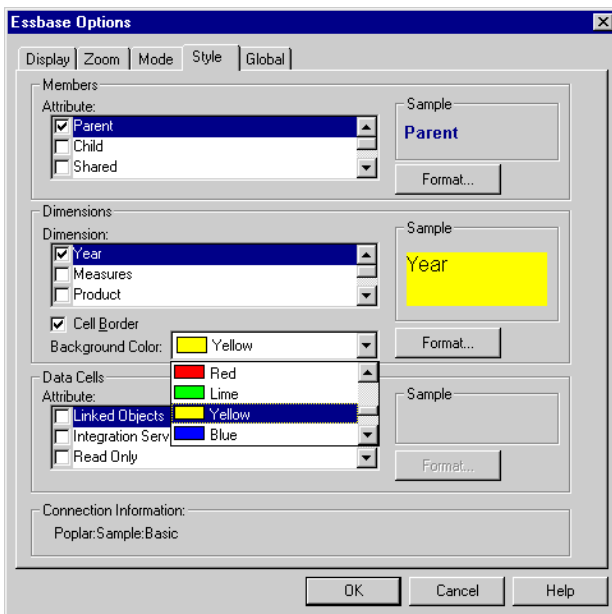 Essbase Options
Display Zoom Mode Style Global
Members
Attribute:
Parent
Child
Shared
Sample
Parent
Format...
Dimensions
Dimension:
Year
Measures
Product
Cell Border
Background Color: Yellow
Sample
Year
Format...
Red
Lime
Yellow
Blue
Data Cells
Attribute:
Linked Objects
Integration Serv
Read Only
Sample
Format...
Connection Information:
Poplar:Sample:Basic
OK Cancel Help